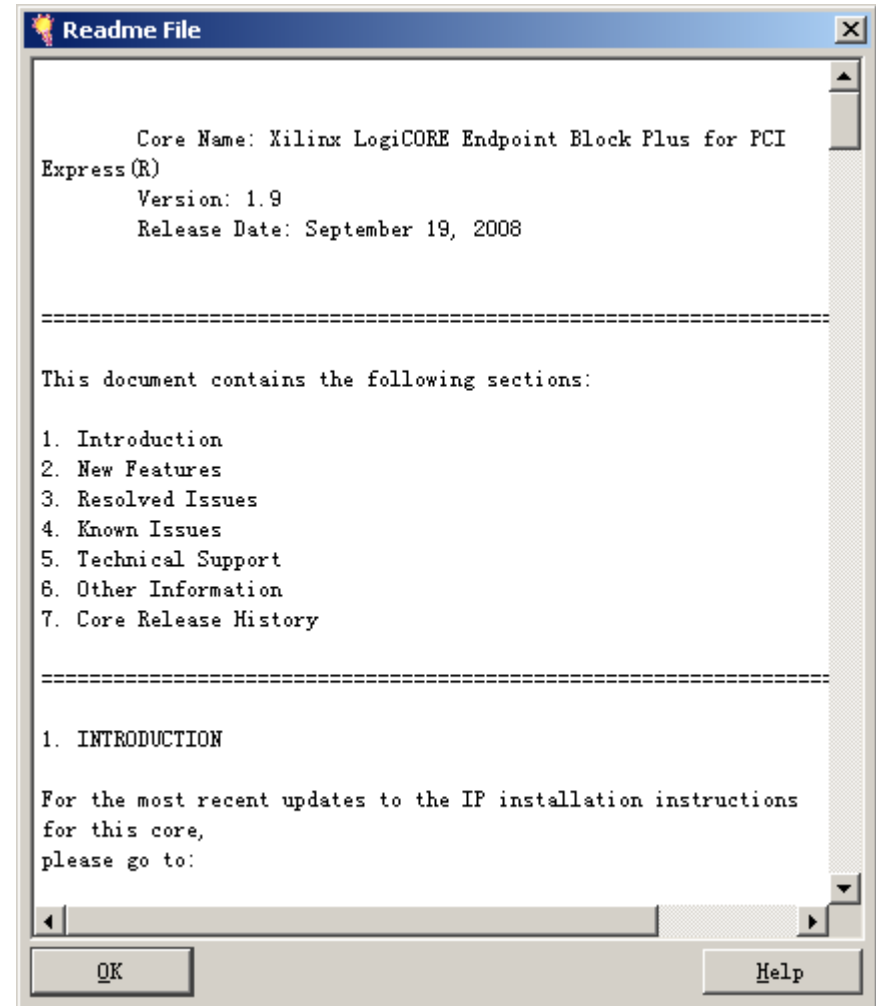 Readme File
Core Name: Xilinx LogiCORE Endpoint Block Plus for PCI
Express(R)
Version: 1.9
Release Date: September 19, 2008
==================================================================
This document contains the following sections:
1. Introduction
2. New Features
3. Resolved Issues
4. Known Issues
5. Technical Support
6. Other Information
7. Core Release History
==================================================================
1. INTRODUCTION
For the most recent updates to the IP installation instructions
for this core,
please go to:
OK
Help